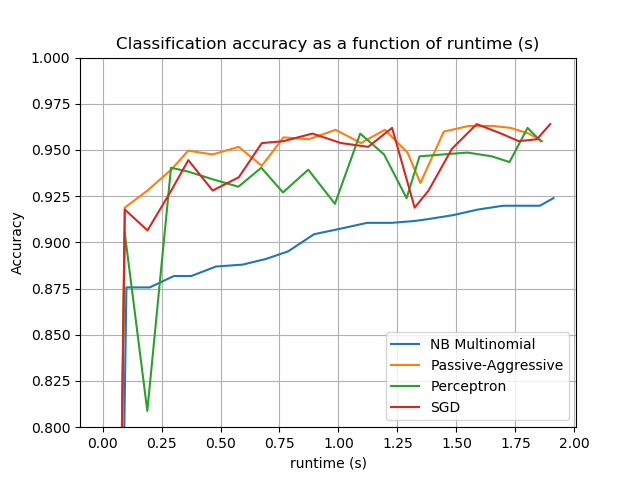 Classification accuracy as a function of runtime (s)
1.000
0.975
0.950
0.925
0.900
0.875
0.850
0.825
0.800
Accuracy
NB Multinomial
Passive-Aggressive
Perceptron
SGD
0.00 0.25 0.50 0.75 1.00 1.25 1.50 1.75 2.00
runtime (s)